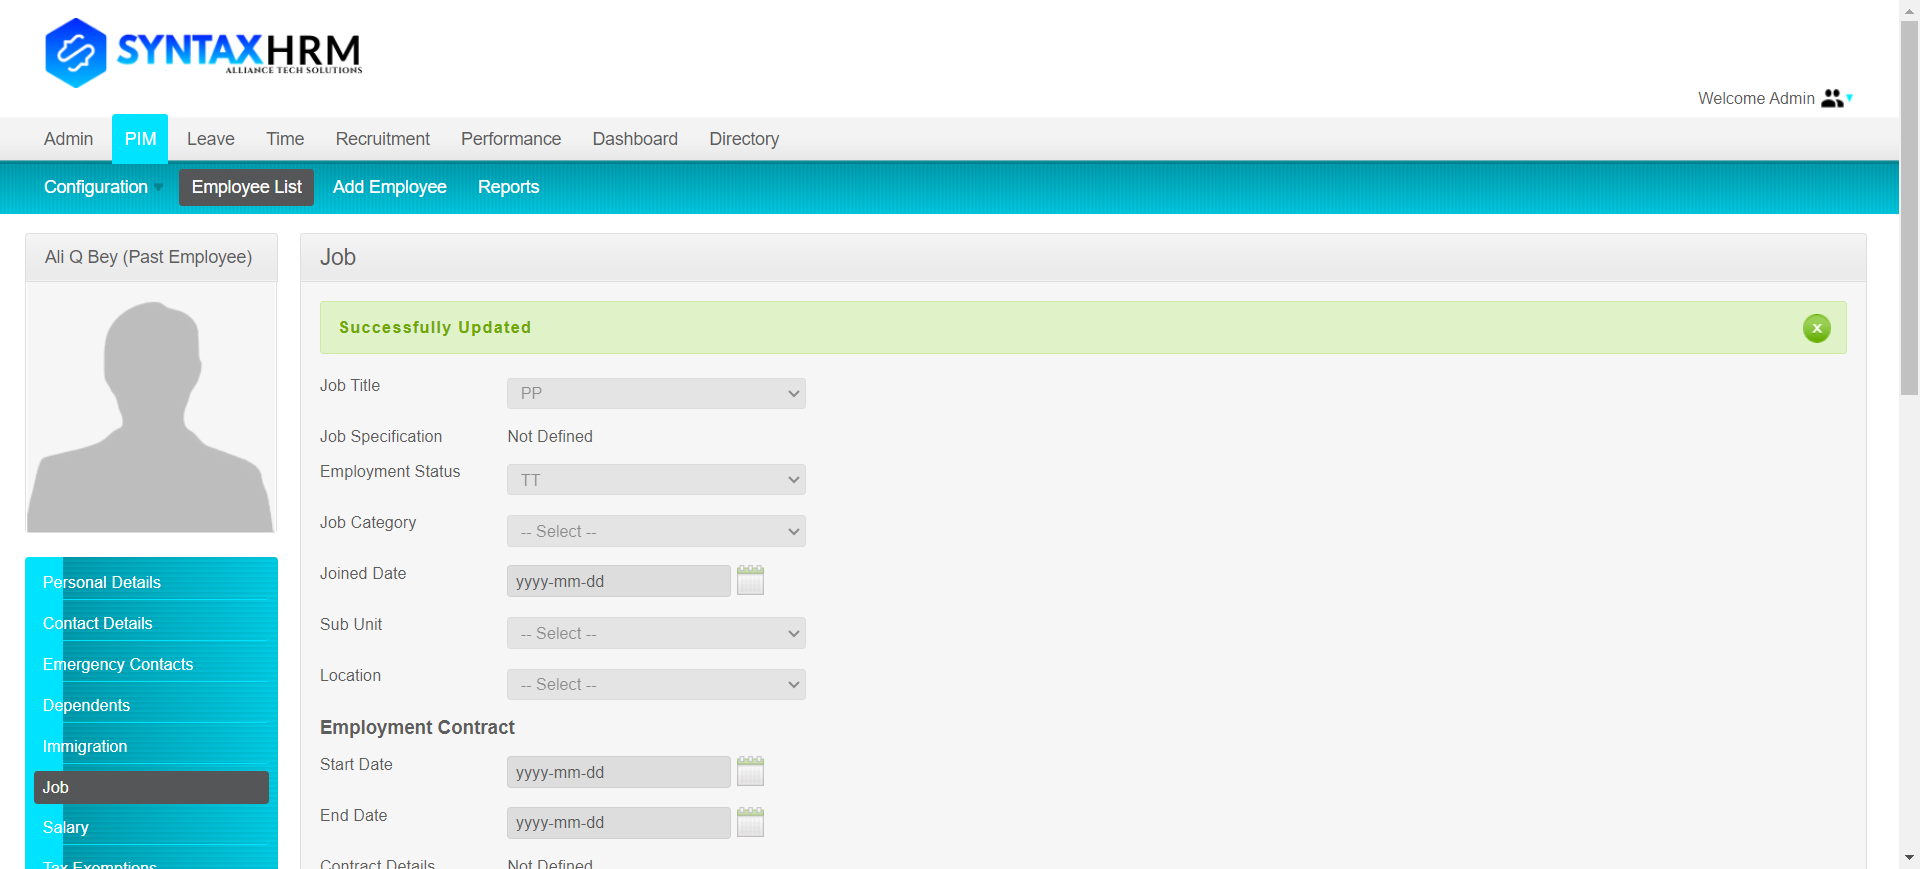 SYNTAXHRM
ALLIANCE TECH SOLUTIONS
Welcome Admin
Admin PIM Leave Time Recruitment Performance Dashboard Directory
Configuration Employee List Add Employee Reports
Ali Q Bey (Past Employee)
Personal Details
Contact Details
Emergency Contacts
Dependents
Immigration
Job
Salary
Tax Exemptions
Job
Successfully Updated
x
Job Title PP
Job Specification Not Defined
Employment Status TT
Job Category -- Select --
Joined Date yyyy-mm-dd
Sub Unit -- Select --
Location -- Select --
Employment Contract
Start Date yyyy-mm-dd
End Date yyyy-mm-dd
Contract Details Not Defined